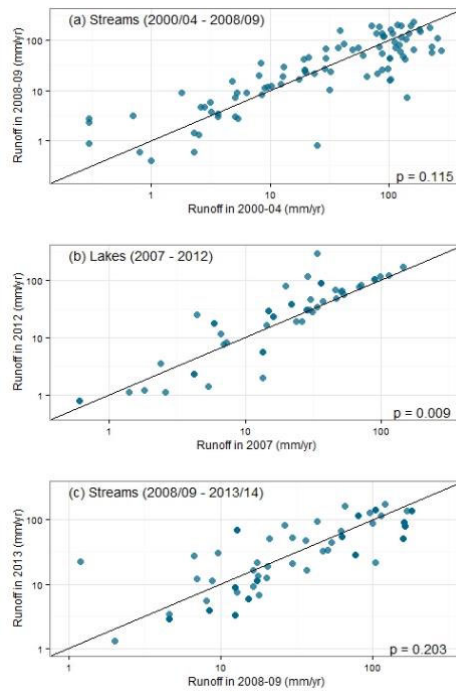 (a) Streams (2000/04 - 2008/09)
Runoff in 2008-09 (mm/yr)
100
10
1
p = 0.115
1
10
100
Runoff in 2000-04 (mm/yr)
(b) Lakes (2007 - 2012)
Runoff in 2012 (mm/yr)
100
10
1
p = 0.009
1
10
100
Runoff in 2007 (mm/yr)
(c) Streams (2008/09 - 2013/14)
Runoff in 2013 (mm/yr)
100
10
1
p = 0.203
1
10
100
Runoff in 2008-09 (mm/yr)